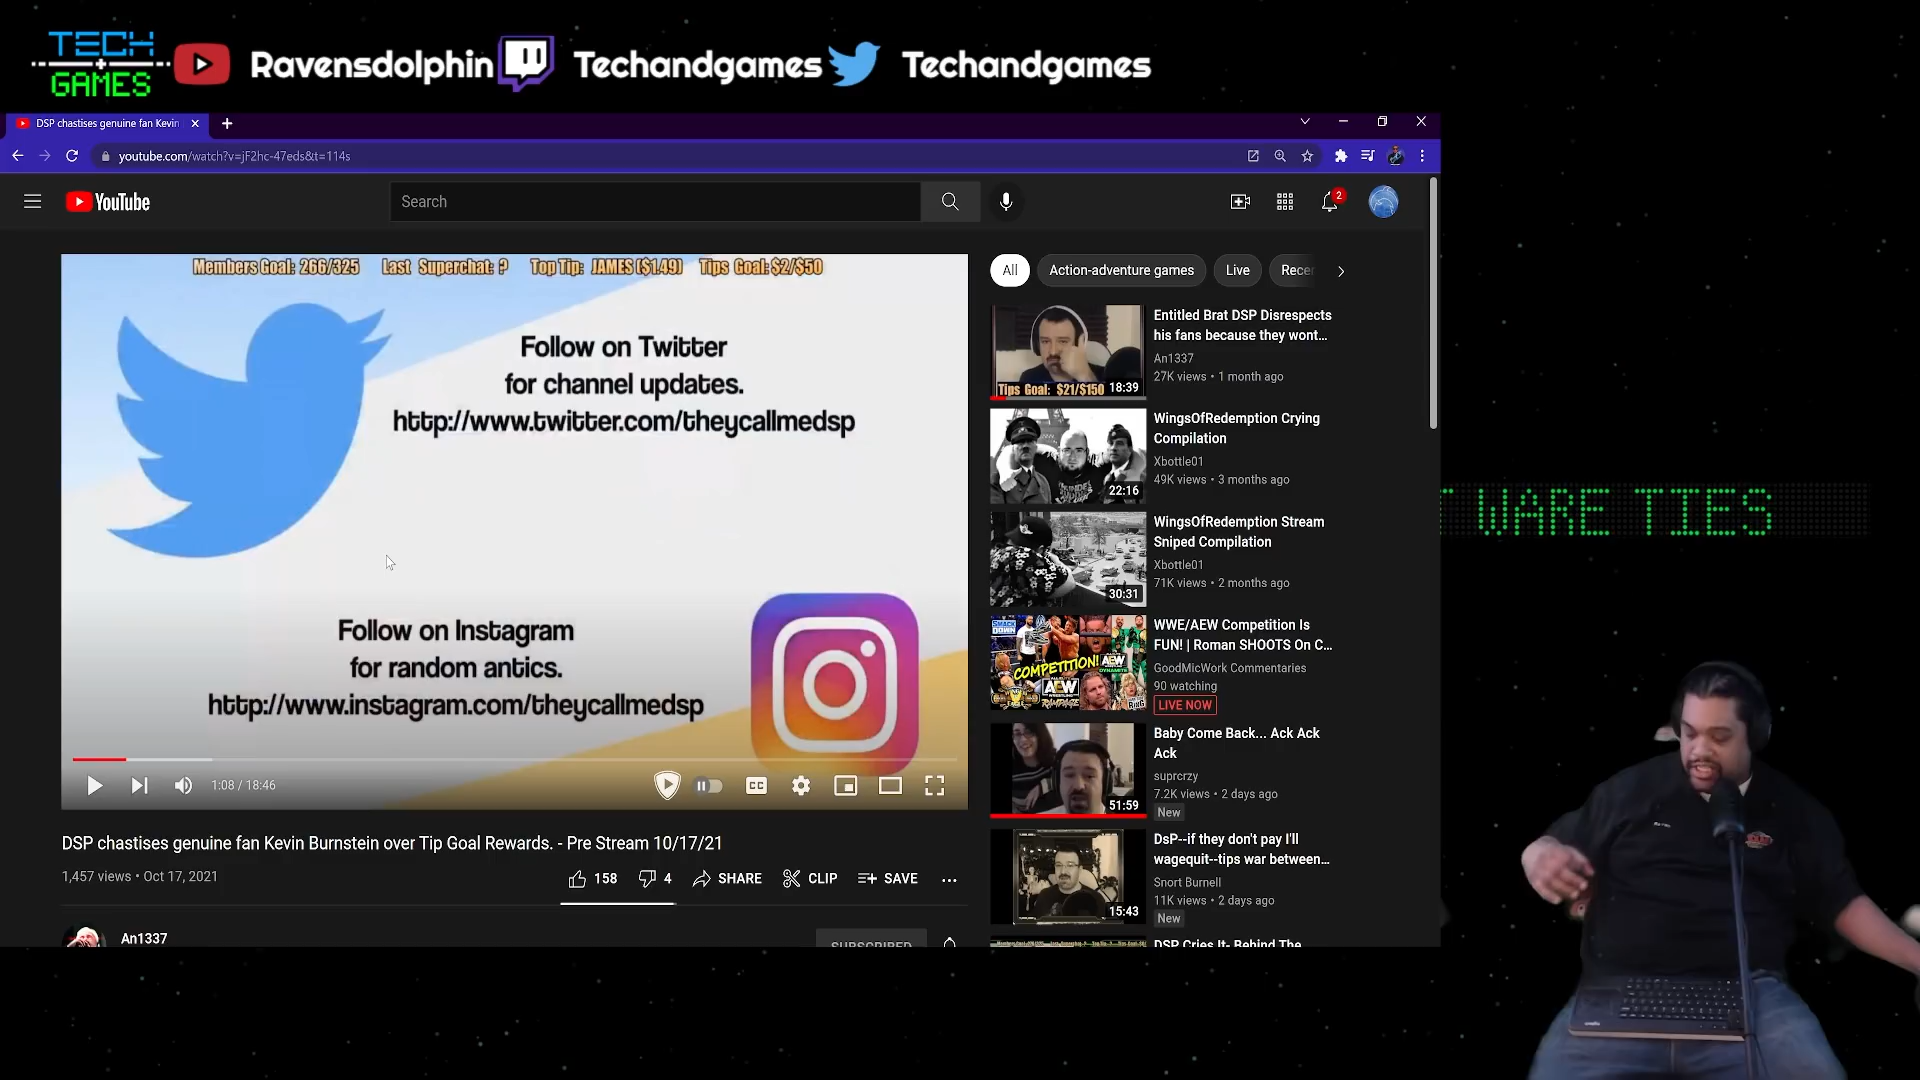 TECH
GAMES
Ravensdolphin
Techandgames
Techandgames
DSP chastises genuine fan Kevin
youtube.com/watch?v=jF2hc-47eds&t=114s
YouTube
Search
2
Members Goal: 266/325 Last Superchat: ? Top Tip: JAMES ($1.49) Tips Goal: $2/$50
Follow on Twitter
for channel updates.
http://www.twitter.com/theycallmedsp
Follow on Instagram
for random antics.
http://www.instagram.com/theycallmedsp
1:08 / 18:46
CC
DSP chastises genuine fan Kevin Burnstein over Tip Goal Rewards. - Pre Stream 10/17/21
1,457 views • Oct 17, 2021
158
4
SHARE
CLIP
SAVE
An1337
SUBSCRIBED
All
Action-adventure games
Live
Rece
Tips Goal: $21/$150
18:39
Entitled Brat DSP Disrespects
his fans because they wont...
An1337
27K views • 1 month ago
22:16
WingsOfRedemption Crying
Compilation
Xbottle01
49K views • 3 months ago
30:31
WingsOfRedemption Stream
Sniped Compilation
Xbottle01
71K views • 2 months ago
COMPETITION!
WWE/AEW Competition Is
FUN! | Roman SHOOTS On C...
GoodMicWork Commentaries
90 watching
LIVE NOW
51:59
Baby Come Back... Ack Ack
Ack
suprcrzy
7.2K views • 2 days ago
New
15:43
DsP--if they don't pay I'll
wagequit--tips war between...
Snort Burnell
11K views • 2 days ago
New
DSP Cries It- Behind The
WARE TIES